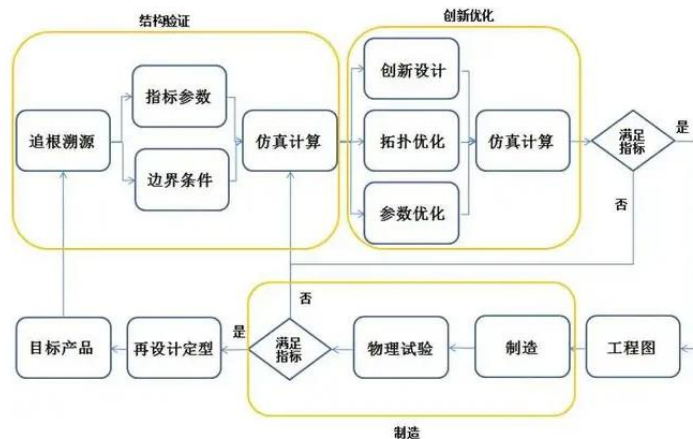 结构验证
创新优化
追根溯源
指标参数
边界条件
仿真计算
创新设计
拓扑优化
参数优化
仿真计算
满足
指标
是
否
目标产品
再设计定型
是
否
满足
指标
物理试验
制造
工程图
制造